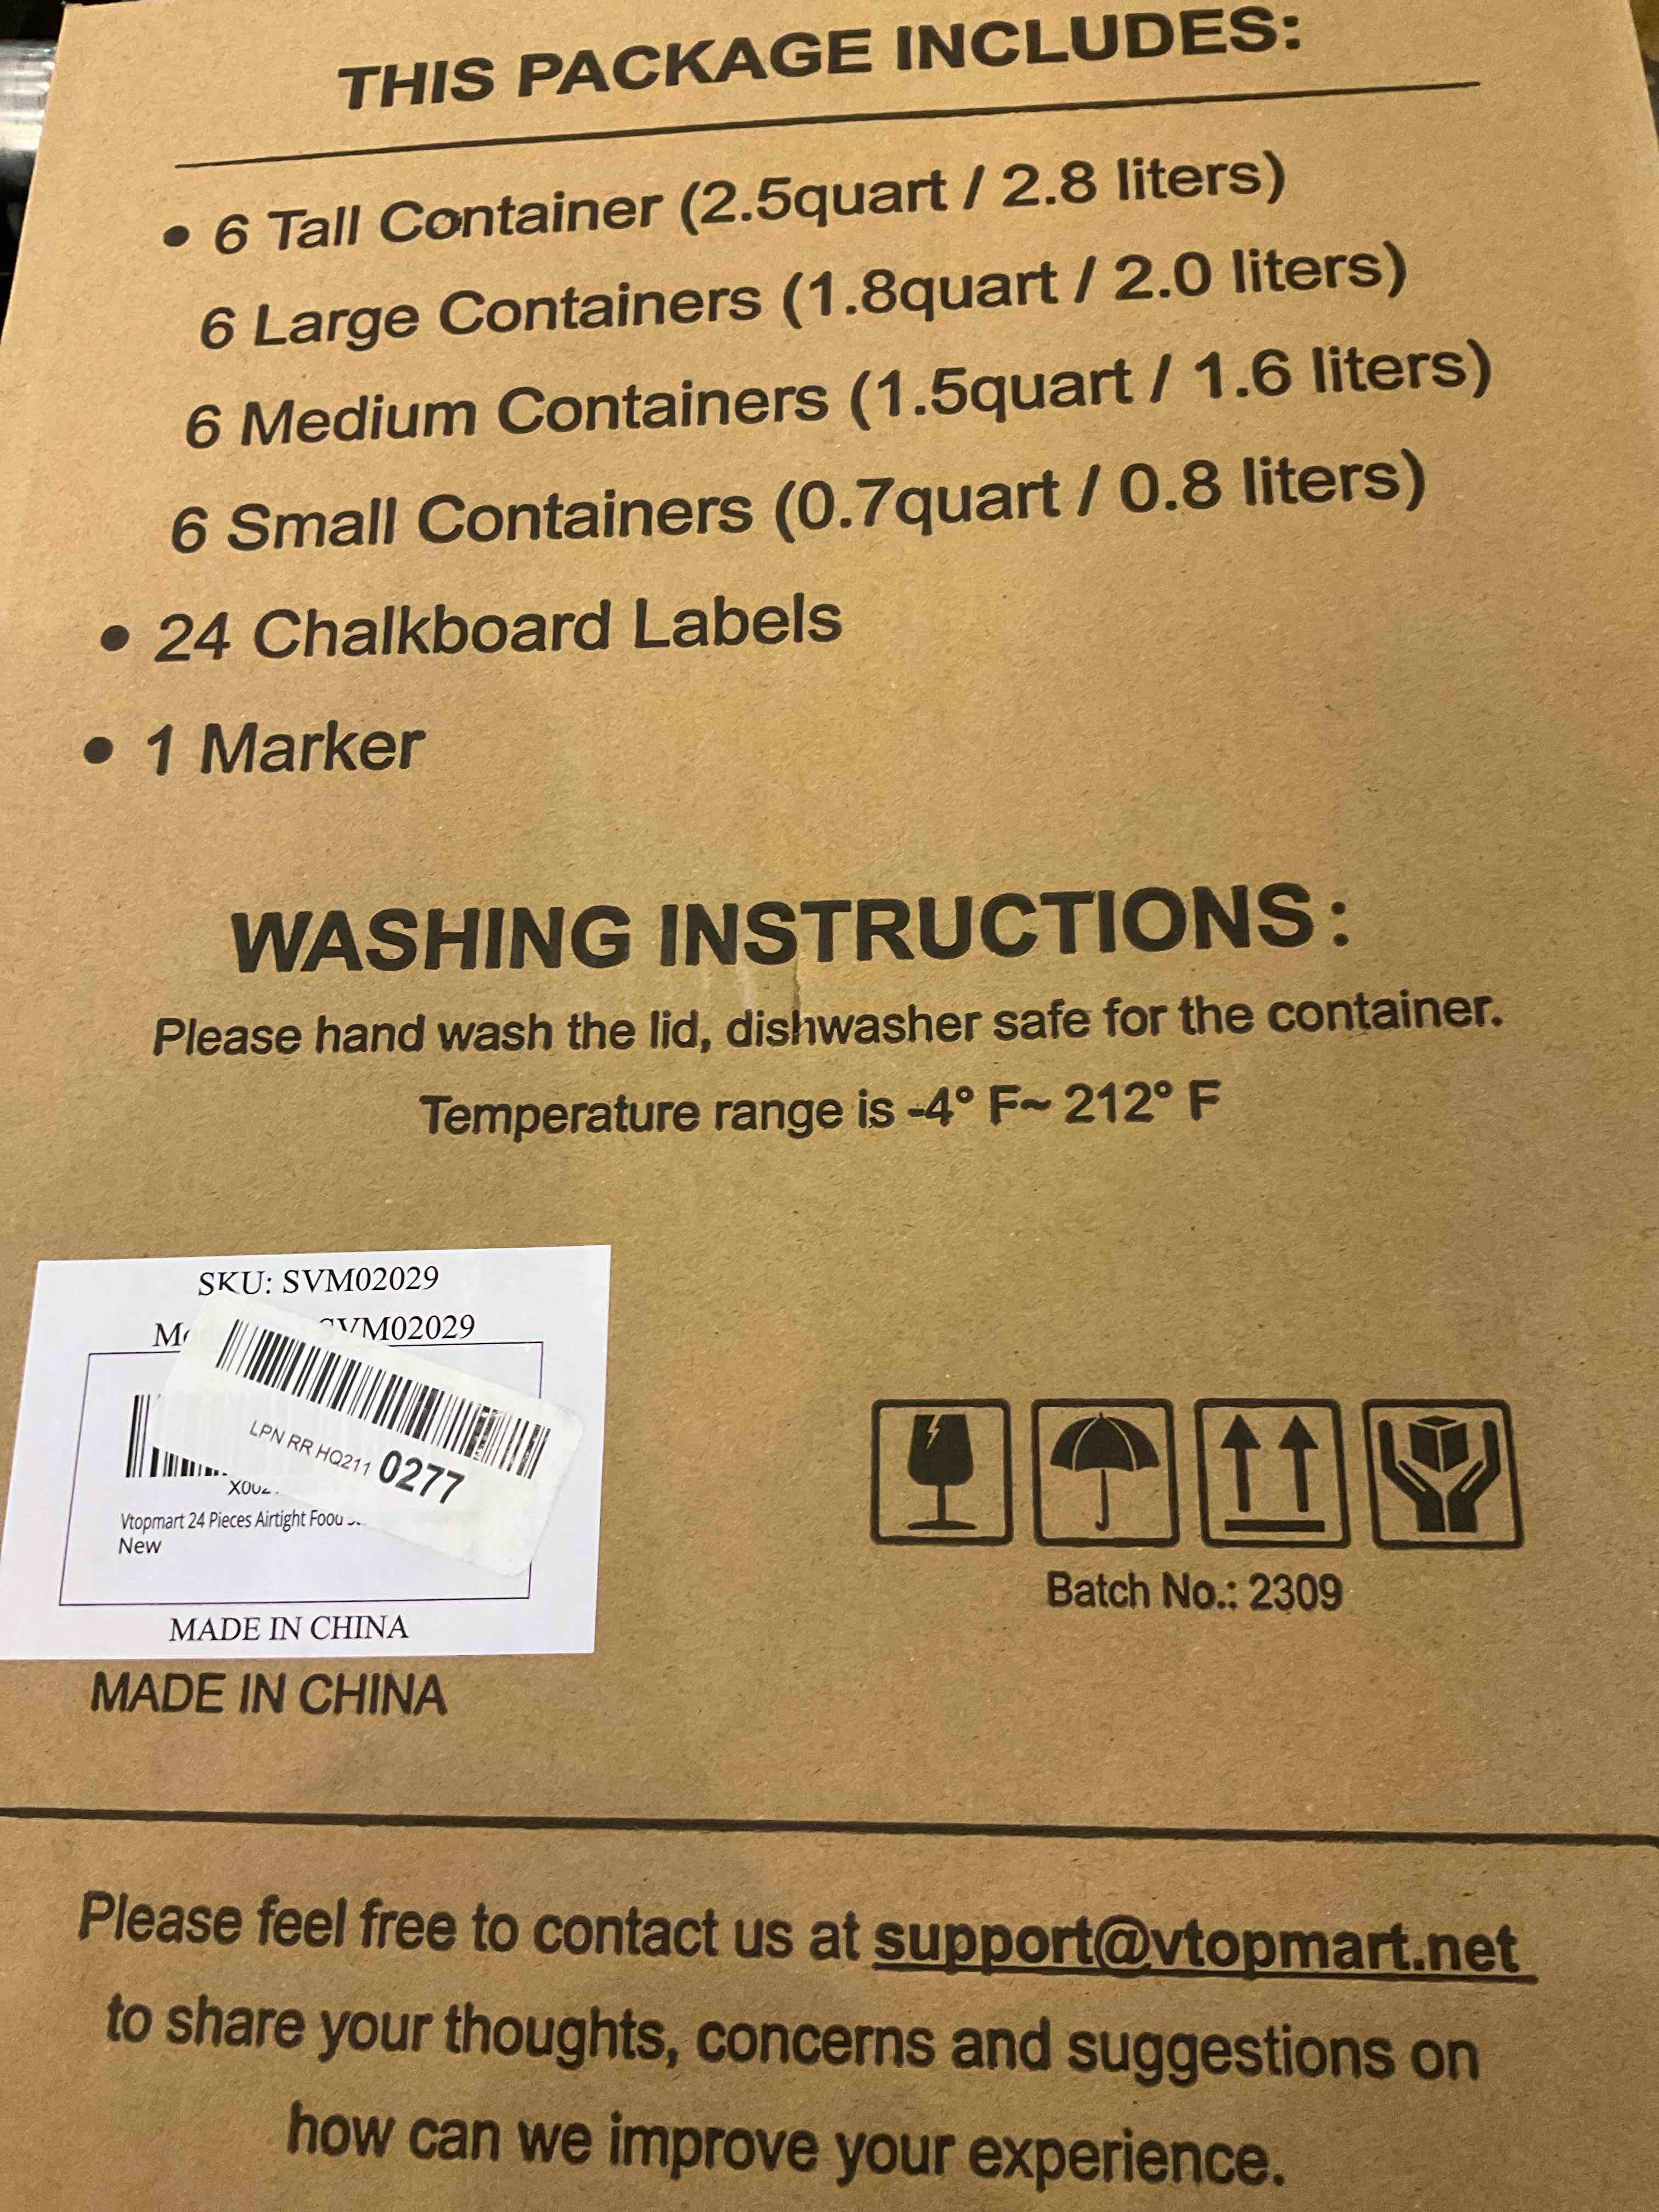 THIS PACKAGE INCLUDES:
• 6 Tall Container (2.5quart / 2.8 liters)
6 Large Containers (1.8quart / 2.0 liters)
6 Medium Containers (1.5quart / 1.6 liters)
6 Small Containers (0.7quart / 0.8 liters)
• 24 Chalkboard Labels
• 1 Marker
WASHING INSTRUCTIONS:
Please hand wash the lid, dishwasher safe for the container.
Temperature range is -4° F~ 212° F
SKU: SVM02029
SVM02029
LPN RR HQ211 0277
Vtopmart 24 Pieces Airtight Food
New
MADE IN CHINA
MADE IN CHINA
Batch No.: 2309
Please feel free to contact us at support@vtopmart.net
to share your thoughts, concerns and suggestions on
how can we improve your experience.